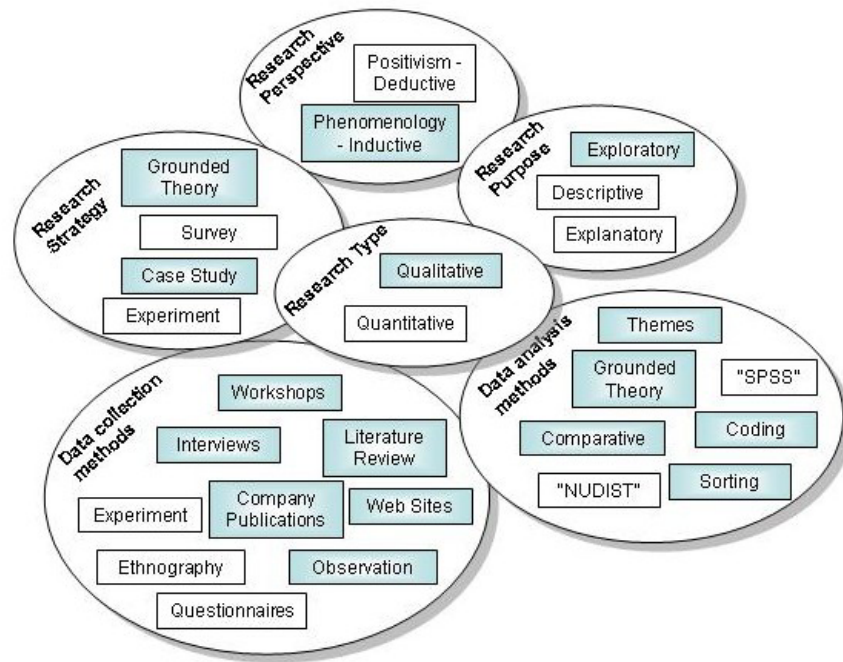 Research
Perspective
Positivism -
Deductive
Phenomenology
- Inductive
Research
Purpose
Exploratory
Descriptive
Explanatory
Research
Strategy
Grounded
Theory
Survey
Case Study
Experiment
Research Type
Qualitative
Quantitative
Data collection
methods
Workshops
Interviews
Literature
Review
Experiment
Company
Publications
Web Sites
Ethnography
Observation
Questionnaires
Data analysis
methods
Themes
Grounded
Theory
"SPSS"
Comparative
Coding
"NUDIST"
Sorting